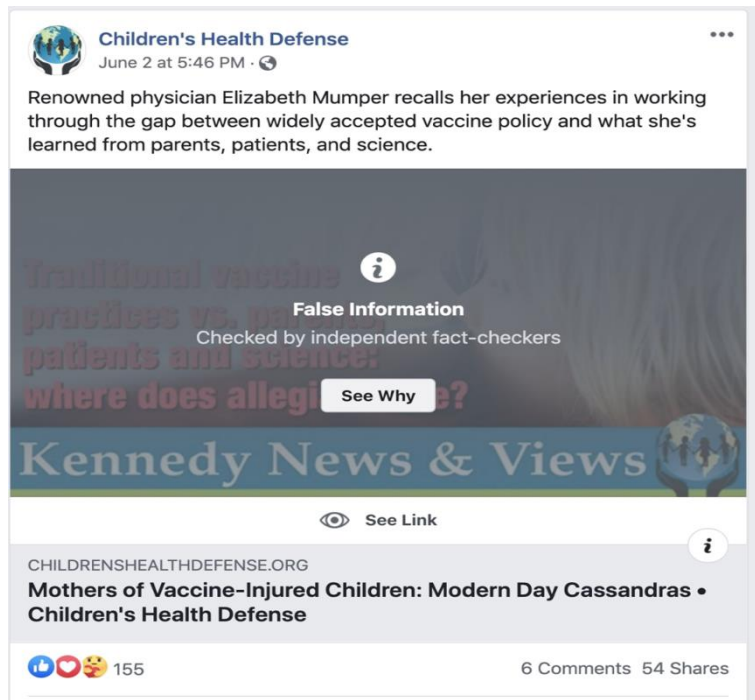 Children's Health Defense
June 2 at 5:46 PM ·
Renowned physician Elizabeth Mumper recalls her experiences in working
through the gap between widely accepted vaccine policy and what she's
learned from parents, patients, and science.
Traditional vaccine
practices vs. parents,
patients and science:
where does allegi e?
False Information
Checked by independent fact-checkers
See Why
Kennedy News & Views
See Link
CHILDRENSHEALTHDEFENSE.ORG
Mothers of Vaccine-Injured Children: Modern Day Cassandras •
Children's Health Defense
155
6 Comments 54 Shares